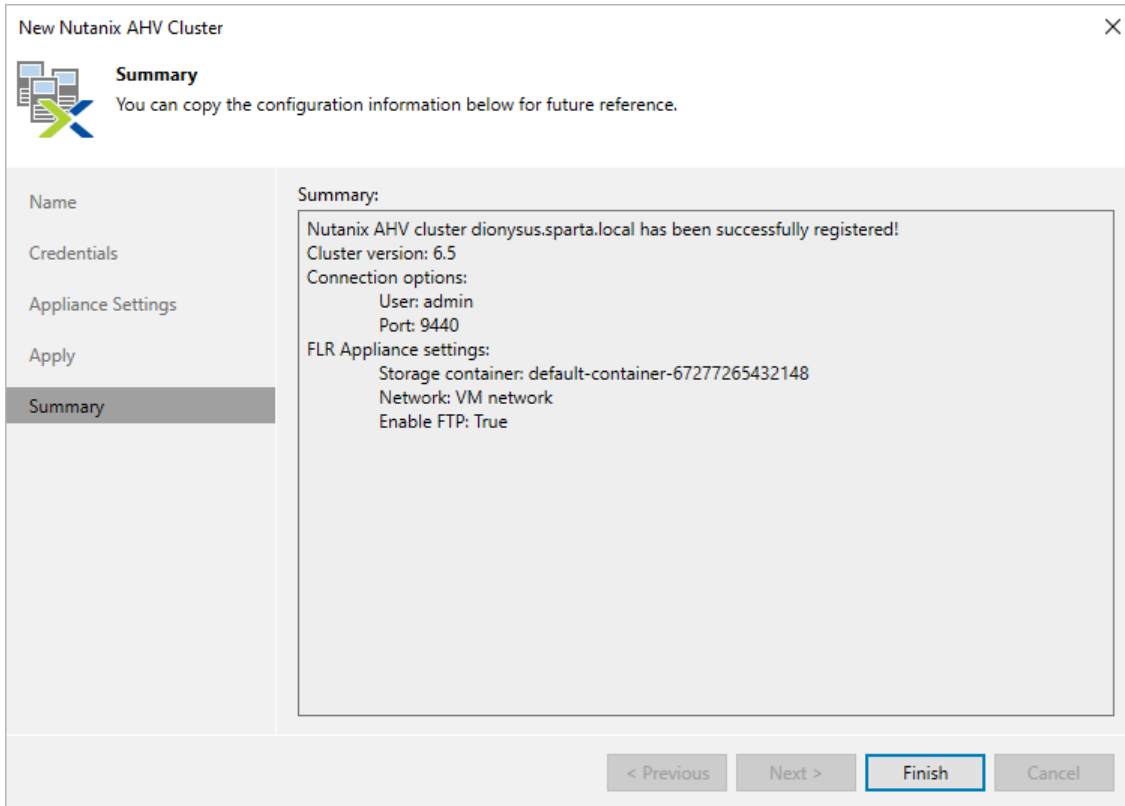 New Nutanix AHV Cluster
Summary
You can copy the configuration information below for future reference.
Name
Credentials
Appliance Settings
Apply
Summary
Summary:
Nutanix AHV cluster dionysus.sparta.local has been successfully registered!
Cluster version: 6.5
Connection options:
User: admin
Port: 9440
FLR Appliance settings:
Storage container: default-container-67277265432148
Network: VM network
Enable FTP: True
< Previous
Next >
Finish
Cancel